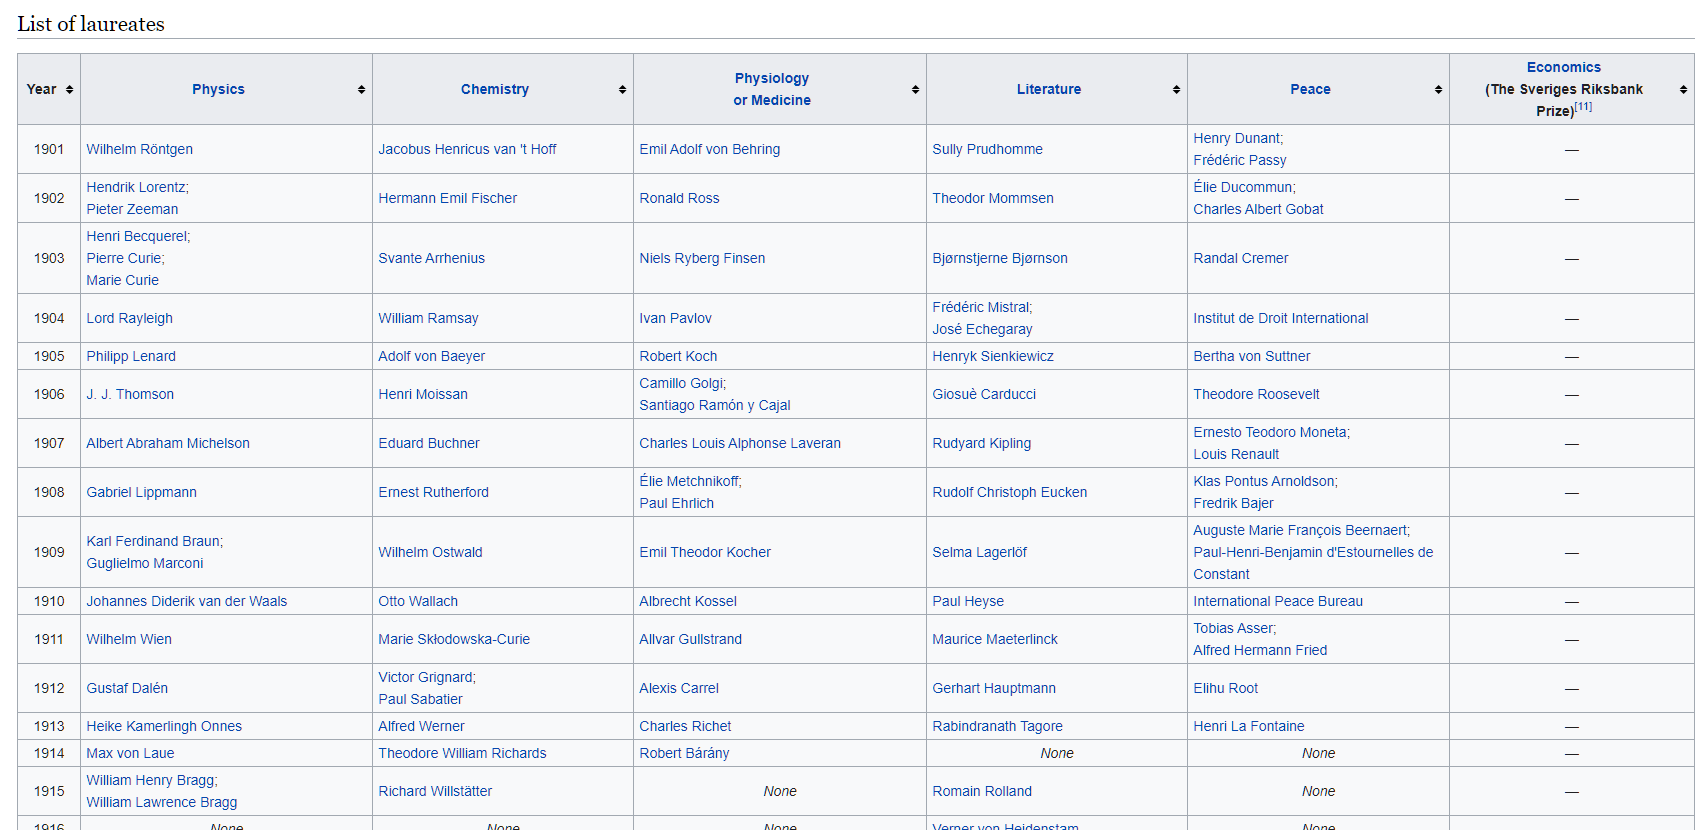 List of laureates
Year Physics Chemistry Physiology or Medicine Literature Peace Economics (The Sveriges Riksbank Prize)[11]
1901 Wilhelm Röntgen Jacobus Henricus van 't Hoff Emil Adolf von Behring Sully Prudhomme Henry Dunant; Frédéric Passy —
1902 Hendrik Lorentz; Pieter Zeeman Hermann Emil Fischer Ronald Ross Theodor Mommsen Élie Ducommun; Charles Albert Gobat —
1903 Henri Becquerel; Pierre Curie; Marie Curie Svante Arrhenius Niels Ryberg Finsen Bjørnstjerne Bjørnson Randal Cremer —
1904 Lord Rayleigh William Ramsay Ivan Pavlov Frédéric Mistral; José Echegaray Institut de Droit International —
1905 Philipp Lenard Adolf von Baeyer Robert Koch Henryk Sienkiewicz Bertha von Suttner —
1906 J. J. Thomson Henri Moissan Camillo Golgi; Santiago Ramón y Cajal Giosuè Carducci Theodore Roosevelt —
1907 Albert Abraham Michelson Eduard Buchner Charles Louis Alphonse Laveran Rudyard Kipling Ernesto Teodoro Moneta; Louis Renault —
1908 Gabriel Lippmann Ernest Rutherford Élie Metchnikoff; Paul Ehrlich Rudolf Christoph Eucken Klas Pontus Arnoldson; Fredrik Bajer —
1909 Karl Ferdinand Braun; Guglielmo Marconi Wilhelm Ostwald Emil Theodor Kocher Selma Lagerlöf Auguste Marie François Beernaert; Paul-Henri-Benjamin d'Estournelles de Constant —
1910 Johannes Diderik van der Waals Otto Wallach Albrecht Kossel Paul Heyse International Peace Bureau —
1911 Wilhelm Wien Marie Skłodowska-Curie Allvar Gullstrand Maurice Maeterlinck Tobias Asser; Alfred Hermann Fried —
1912 Gustaf Dalén Victor Grignard; Paul Sabatier Alexis Carrel Gerhart Hauptmann Elihu Root —
1913 Heike Kamerlingh Onnes Alfred Werner Charles Richet Rabindranath Tagore Henri La Fontaine —
1914 Max von Laue Theodore William Richards Robert Bárány None None —
1915 William Henry Bragg; William Lawrence Bragg Richard Willstätter None Romain Rolland None —
1916 None None None Verner von Heidenstam None